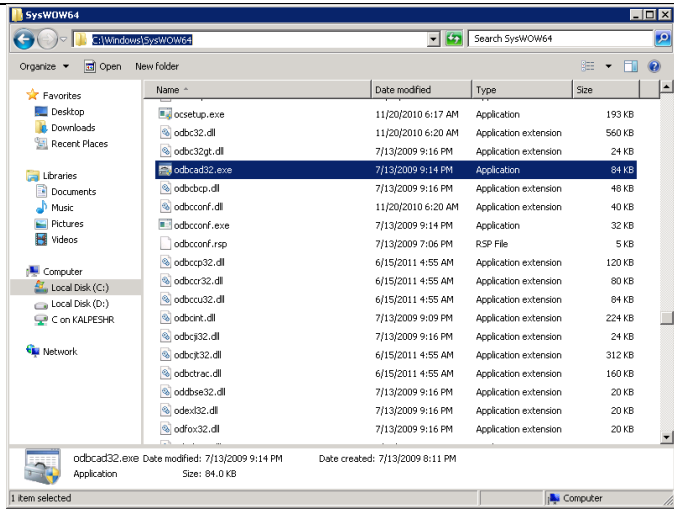 SysWOW64
C:\Windows\SysWOW64
Search SysWOW64
Organize Open New folder
Favorites
Desktop
Downloads
Recent Places
Libraries
Documents
Music
Pictures
Videos
Computer
Local Disk (C:)
Local Disk (D:)
C on KALPESHR
Network
Name Date modified Type Size
ocsetup.exe 11/20/2010 6:17 AM Application 193 KB
odbc32.dll 11/20/2010 6:20 AM Application extension 560 KB
odbc32gt.dll 7/13/2009 9:16 PM Application extension 24 KB
odbcad32.exe 7/13/2009 9:14 PM Application 84 KB
odbcbcp.dll 7/13/2009 9:16 PM Application extension 48 KB
odbcconf.dll 11/20/2010 6:20 AM Application extension 40 KB
odbcconf.exe 7/13/2009 9:14 PM Application 32 KB
odbcconf.rsp 7/13/2009 7:06 PM RSP File 5 KB
odbccp32.dll 6/15/2011 4:55 AM Application extension 120 KB
odbccr32.dll 6/15/2011 4:55 AM Application extension 80 KB
odbccu32.dll 6/15/2011 4:55 AM Application extension 84 KB
odbcint.dll 7/13/2009 9:09 PM Application extension 224 KB
odbcji32.dll 7/13/2009 9:16 PM Application extension 24 KB
odbcjt32.dll 6/15/2011 4:55 AM Application extension 312 KB
odbctrac.dll 6/15/2011 4:55 AM Application extension 160 KB
oddbse32.dll 7/13/2009 9:16 PM Application extension 20 KB
odexl32.dll 7/13/2009 9:16 PM Application extension 20 KB
odfox32.dll 7/13/2009 9:16 PM Application extension 20 KB
odbcad32.exe Date modified: 7/13/2009 9:14 PM Date created: 7/13/2009 8:11 PM
Application Size: 84.0 KB
1 item selected Computer